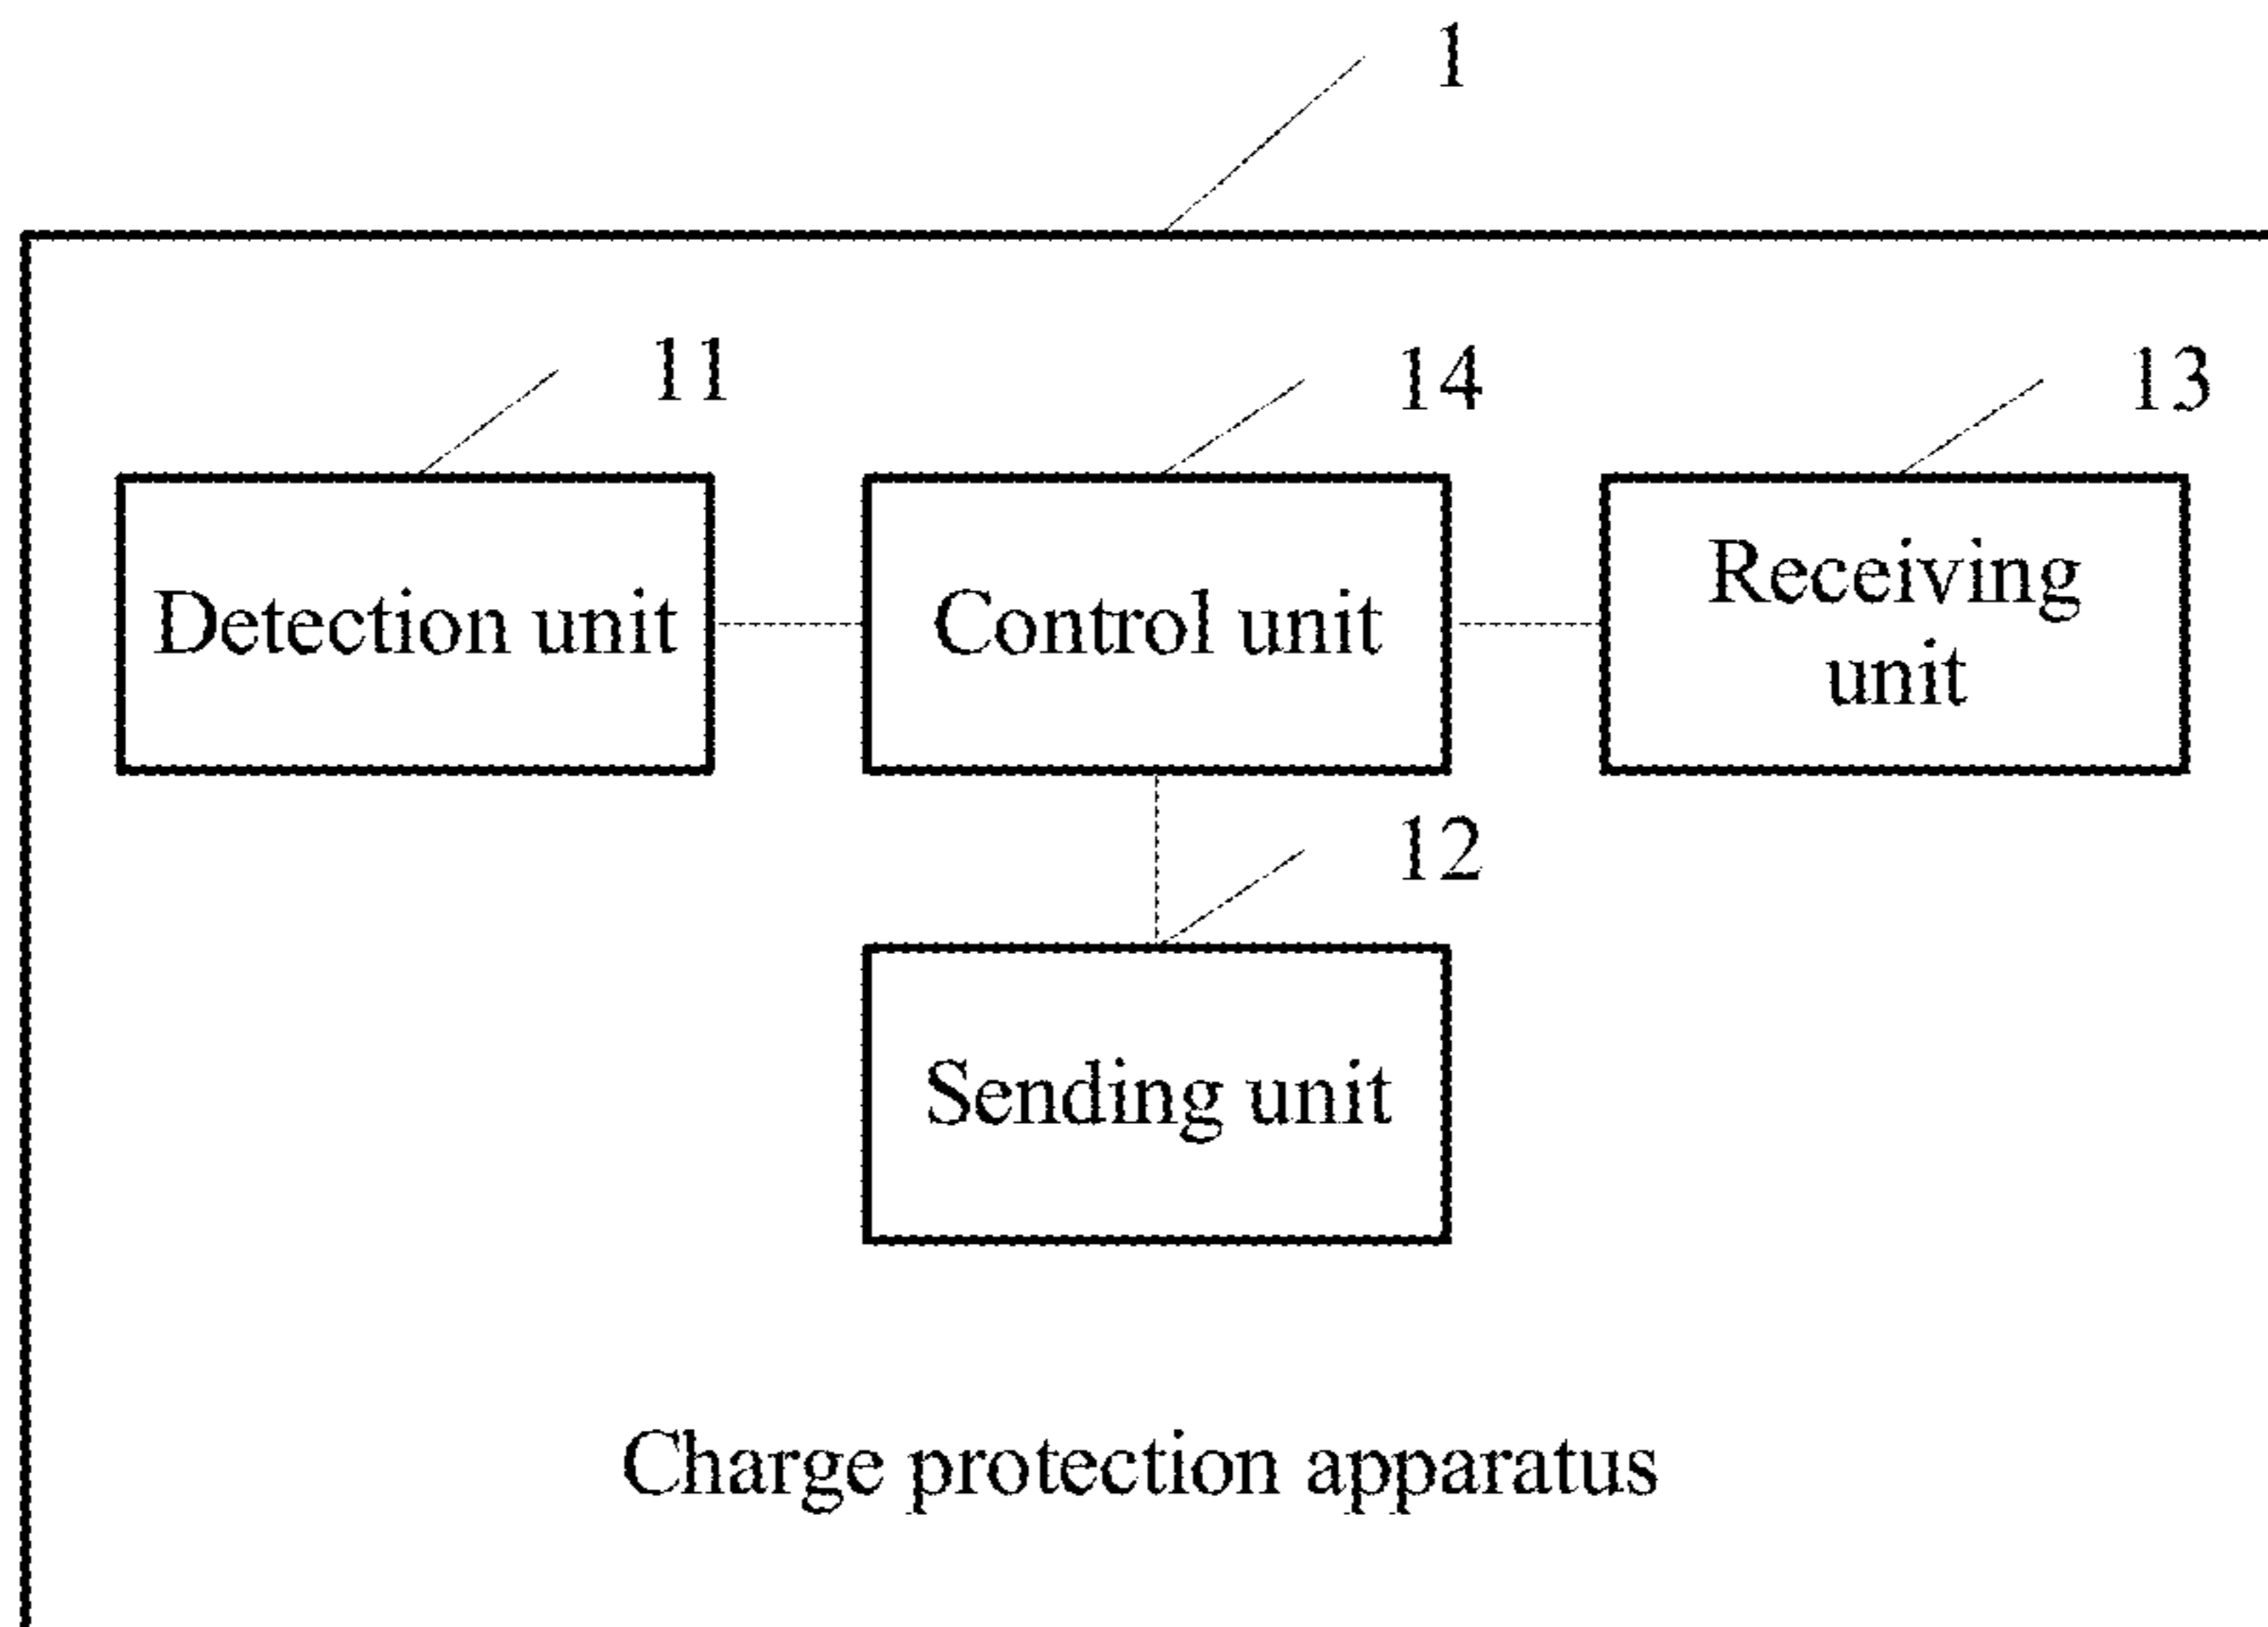 1
11
14
13
Detection unit
Control unit
Receiving
unit
12
Sending unit
Charge protection apparatus